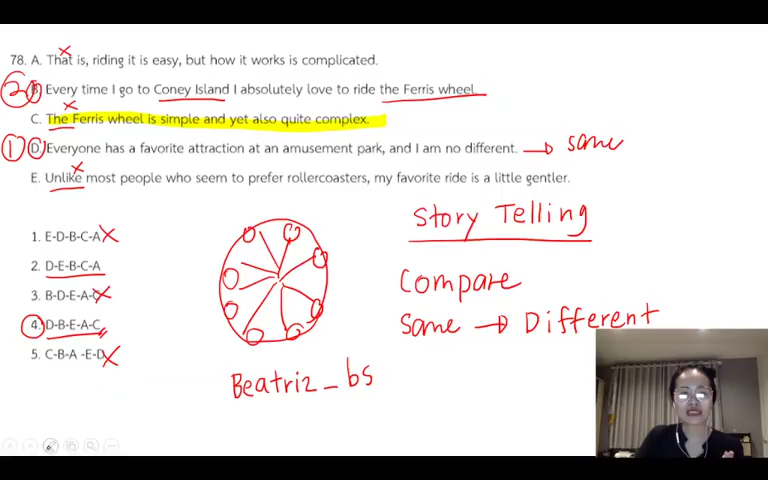 78. A. That is, riding it is easy, but how it works is complicated.
B. Every time I go to Coney Island I absolutely love to ride the Ferris wheel.
C. The Ferris wheel is simple and yet also quite complex.
D. Everyone has a favorite attraction at an amusement park, and I am no different. → same
E. Unlike most people who seem to prefer rollercoasters, my favorite ride is a little gentler.
1. E-D-B-C-A
2. D-E-B-C-A
3. B-D-E-A-C
4. D-B-E-A-C
5. C-B-A -E-D
Story Telling
Compare
Same → Different
Beatriz_bs